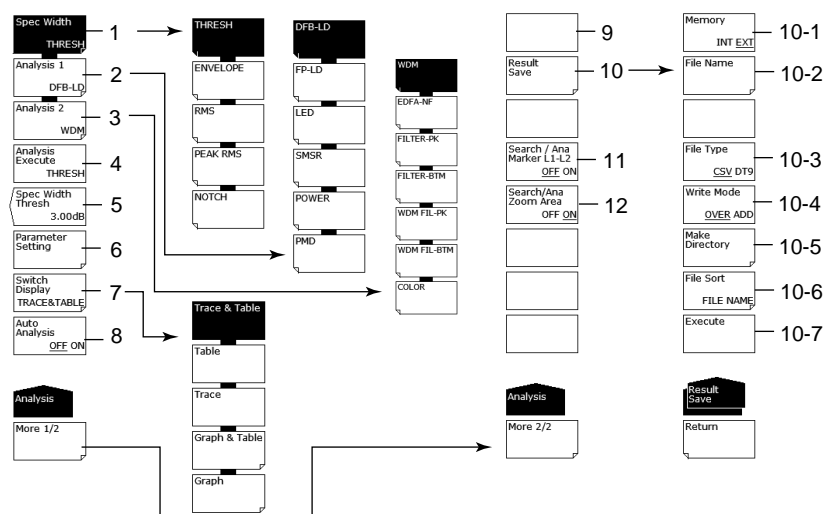 Spec Width
THRESH
1
Analysis 1
DFB-LD
2
Analysis 2
WDM
3
Analysis
Execute
THRESH
4
Spec Width
Thresh
3.00dB
5
Parameter
Setting
6
Switch
Display
TRACE&TABLE
7
Auto
Analysis
OFF ON
8
Analysis
More 1/2
THRESH
ENVELOPE
RMS
PEAK RMS
NOTCH
DFB-LD
FP-LD
LED
SMSR
POWER
PMD
WDM
EDFA-NF
FILTER-PK
FILTER-BTM
WDM FIL-PK
WDM FIL-BTM
COLOR
Trace & Table
Table
Trace
Graph & Table
Graph
9
Result
Save
10
Search / Ana
Marker L1-L2
OFF ON
11
Search/Ana
Zoom Area
OFF ON
12
Analysis
More 2/2
Memory
INT EXT
10-1
File Name
10-2
File Type
CSV DT9
10-3
Write Mode
OVER ADD
10-4
Make
Directory
10-5
File Sort
FILE NAME
10-6
Execute
10-7
Result
Save
Return